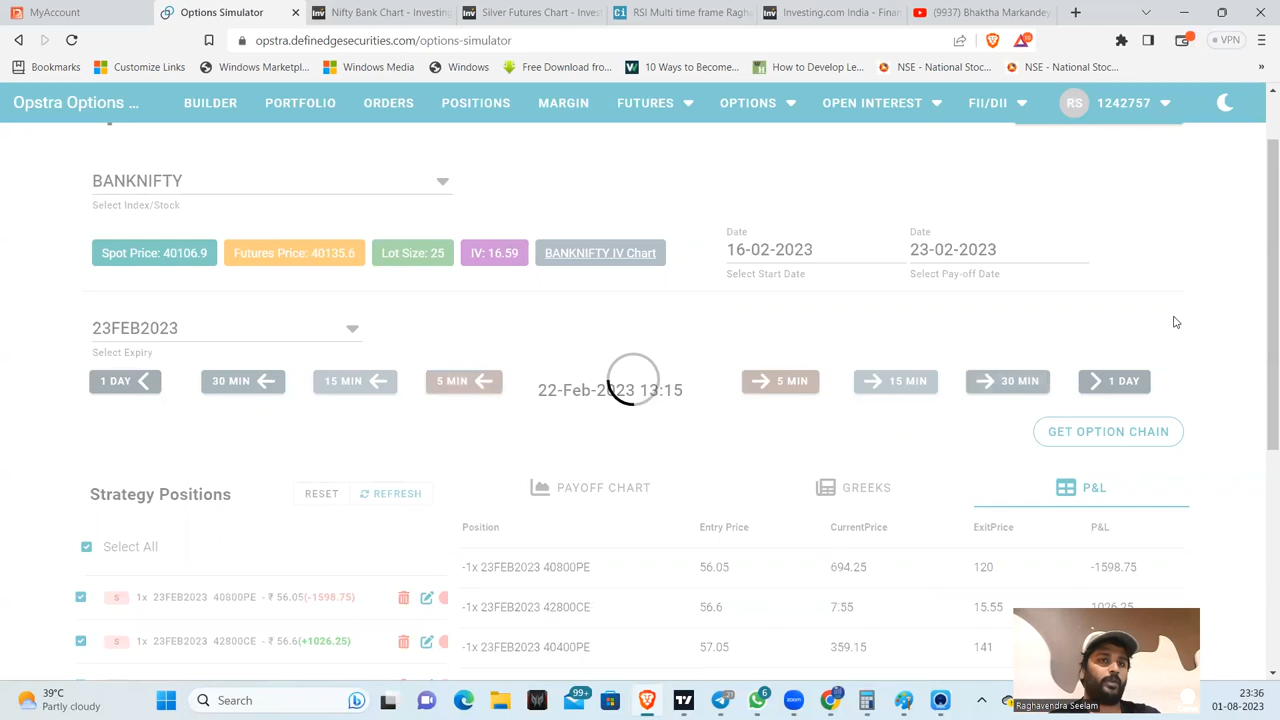 MyAccount
Options Simulator
Nifty Bank Chart - Investing
Silver Futures Chart - Invest
RSI Multi time frame Ragh
Investing.com India - Finan
(9937) Bhaktha Markandey
opstra.definedgesecurities.com/options-simulator
VPN
Bookmarks
Customize Links
Windows Marketpl...
Windows Media
Windows
Free Download fro...
10 Ways to Become...
How to Develop Le...
NSE - National Stoc...
NSE - National Stoc...
»
Opstra Options ...
BUILDER
PORTFOLIO
ORDERS
POSITIONS
MARGIN
FUTURES
OPTIONS
OPEN INTEREST
FII/DII
RS
1242757
BANKNIFTY
Select Index/Stock
Spot Price: 40106.9
Futures Price: 40135.6
Lot Size: 25
IV: 16.59
BANKNIFTY IV Chart
Date
16-02-2023
Select Start Date
Date
23-02-2023
Select Pay-off Date
23FEB2023
Select Expiry
1 DAY
30 MIN
15 MIN
5 MIN
22-Feb-2023 13:15
5 MIN
15 MIN
30 MIN
1 DAY
GET OPTION CHAIN
Strategy Positions
RESET
REFRESH
PAYOFF CHART
GREEKS
P&L
Select All
Position Entry Price CurrentPrice ExitPrice P&L
S 1x 23FEB2023 40800PE - ₹ 56.05(-1598.75)
S 1x 23FEB2023 42800CE - ₹ 56.6(+1026.25)
-1x 23FEB2023 40800PE 56.05 694.25 120 -1598.75
-1x 23FEB2023 42800CE 56.6 7.55 15.55 1026.25
-1x 23FEB2023 40400PE 57.05 359.15 141
Raghavendra Seelam
39°C
Partly cloudy
Search
99+
6
23:36
01-08-2023